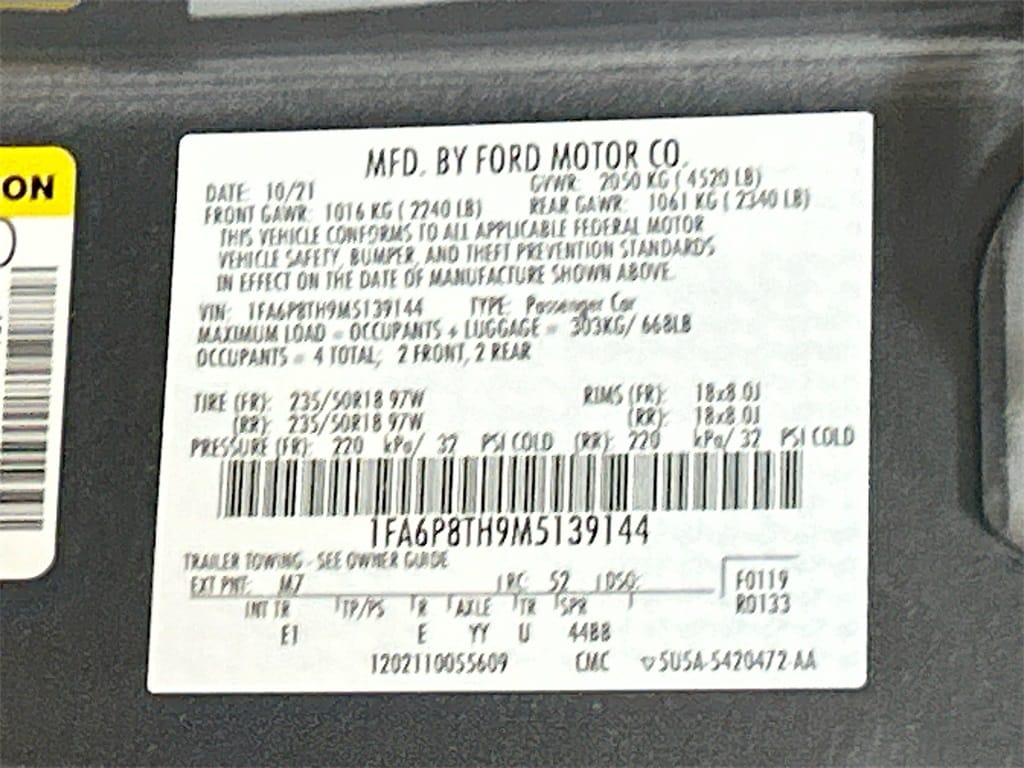 ON
MFD. BY FORD MOTOR CO.
DATE: 10/21 GVWR: 2050 KG ( 4520 LB)
FRONT GAWR: 1016 KG ( 2240 LB) REAR GAWR: 1061 KG ( 2340 LB)
THIS VEHICLE CONFORMS TO ALL APPLICABLE FEDERAL MOTOR
VEHICLE SAFETY, BUMPER, AND THEFT PREVENTION STANDARDS
IN EFFECT ON THE DATE OF MANUFACTURE SHOWN ABOVE.
VIN: 1FA6P8TH9M5139144 TYPE: Passenger Car
MAXIMUM LOAD = OCCUPANTS + LUGGAGE = 303KG/ 668LB
OCCUPANTS = 4 TOTAL; 2 FRONT, 2 REAR
TIRE (FR): 235/50R18 97W RIMS (FR): 18x8.0J
(RR): 235/50R18 97W (RR): 18x8.0J
PRESSURE (FR): 220 kPa/ 32 PSI COLD (RR): 220 kPa/ 32 PSI COLD
1FA6P8TH9M5139144
TRAILER TOWING - SEE OWNER GUIDE
EXT PNT: M7 RC: 52 DSO: F0119
INT TR TP/PS R AXLE TR SPR R0133
E1 E YY U 44BB
1202110055609 CMC 5U5A-5420472-AA